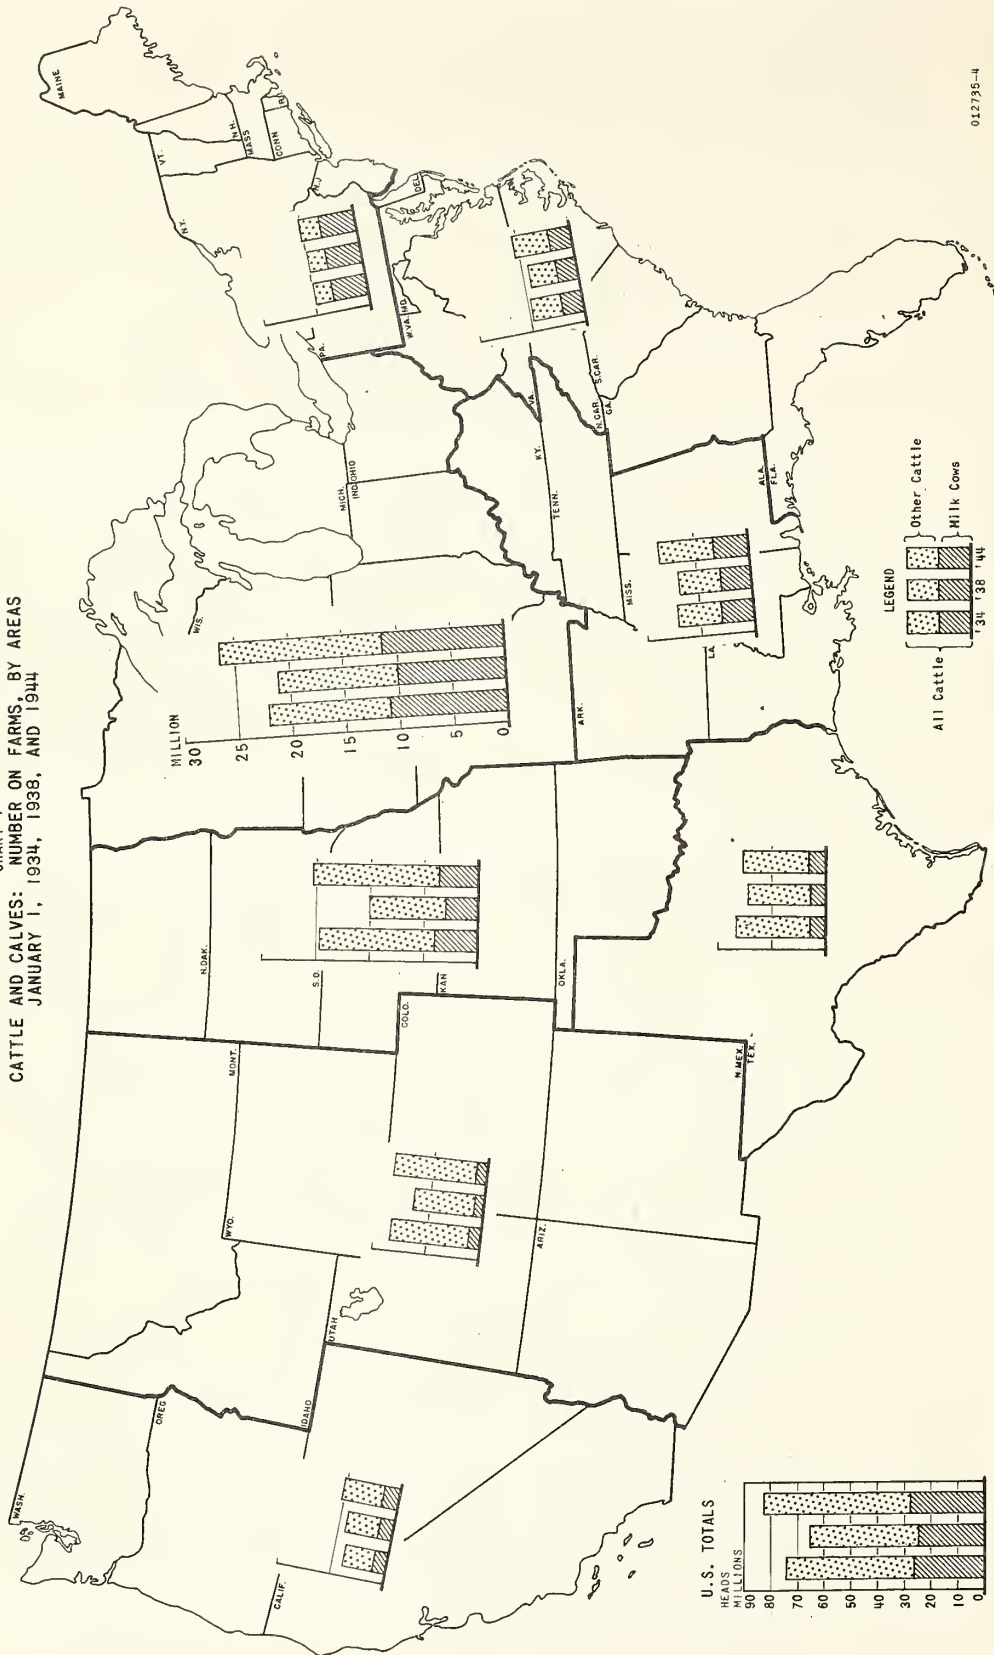 CATTLE AND CALVES: NUMBER ON FARMS, BY AREAS
JANUARY 1, 1934, 1938, AND 1944
WASH.
OREG
CALIF.
IDAHO
UTAH
MONT.
WYO.
COLO.
ARIZ.
N.MEX.
TEX.
N.DAK.
S.D.
KAN
OKLA.
MILLION
30
25
20
15
10
5
0
WIS.
MICH.
IND.
OHIO
ARK.
LA
MISS.
TENN.
KY.
VA.
N.CAR.
GA.
S.CAR.
ALA.
FLA.
PA.
W.VA.
MD.
DEL
N.J
N.Y.
VT.
N.H.
MASS
CONN
R.I.
MAINE
U.S. TOTALS
HEADS
MILLIONS
90
80
70
60
50
40
30
20
10
0
LEGEND
All Cattle
Other Cattle
Milk Cows
'34 '38 '44
012735-4